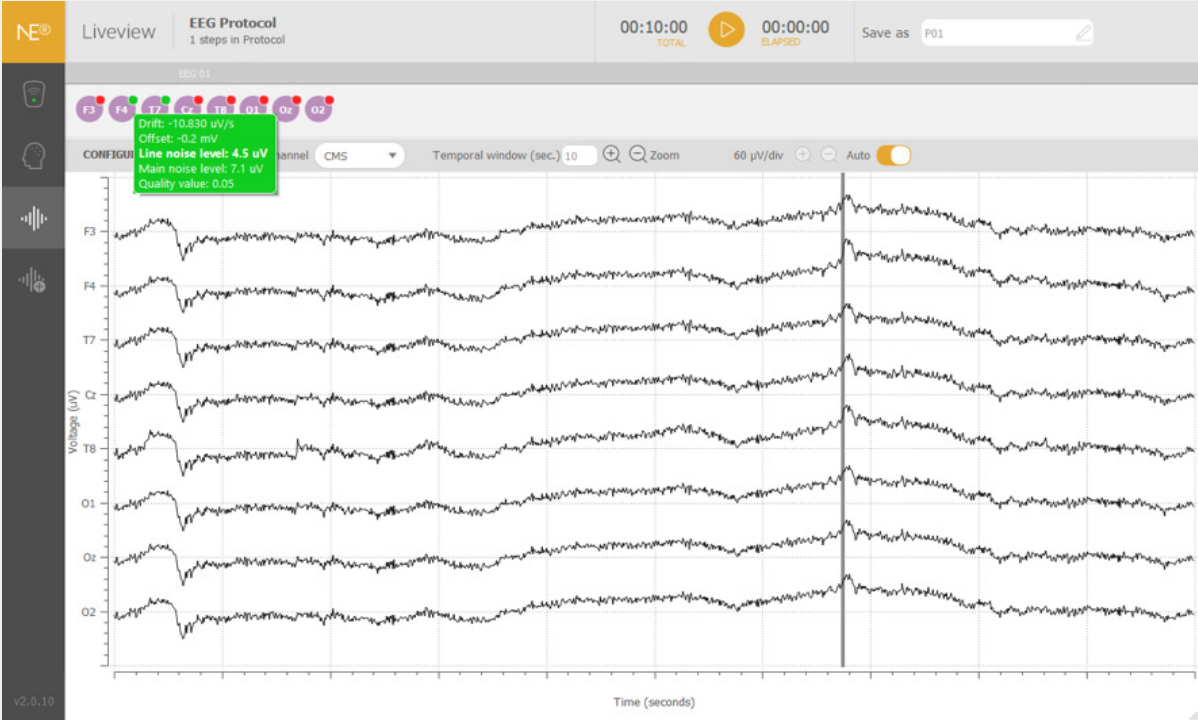 NE®
Liveview
EEG Protocol
1 steps in Protocol
00:10:00
TOTAL
00:00:00
ELAPSED
Save as
P01
EEG 01
F3 F4 T7 Cz T8 O1 Oz O2
Drift: -10.830 uV/s
Offset: -0.2 mV
Line noise level: 4.5 uV
Main noise level: 7.1 uV
Quality value: 0.05
CONFIGU
annel CMS
Temporal window (sec.) 10
Zoom
60 µV/div
Auto
F3
F4
T7
Cz
T8
O1
Oz
O2
Voltage (uV)
Time (seconds)
v2.0.10